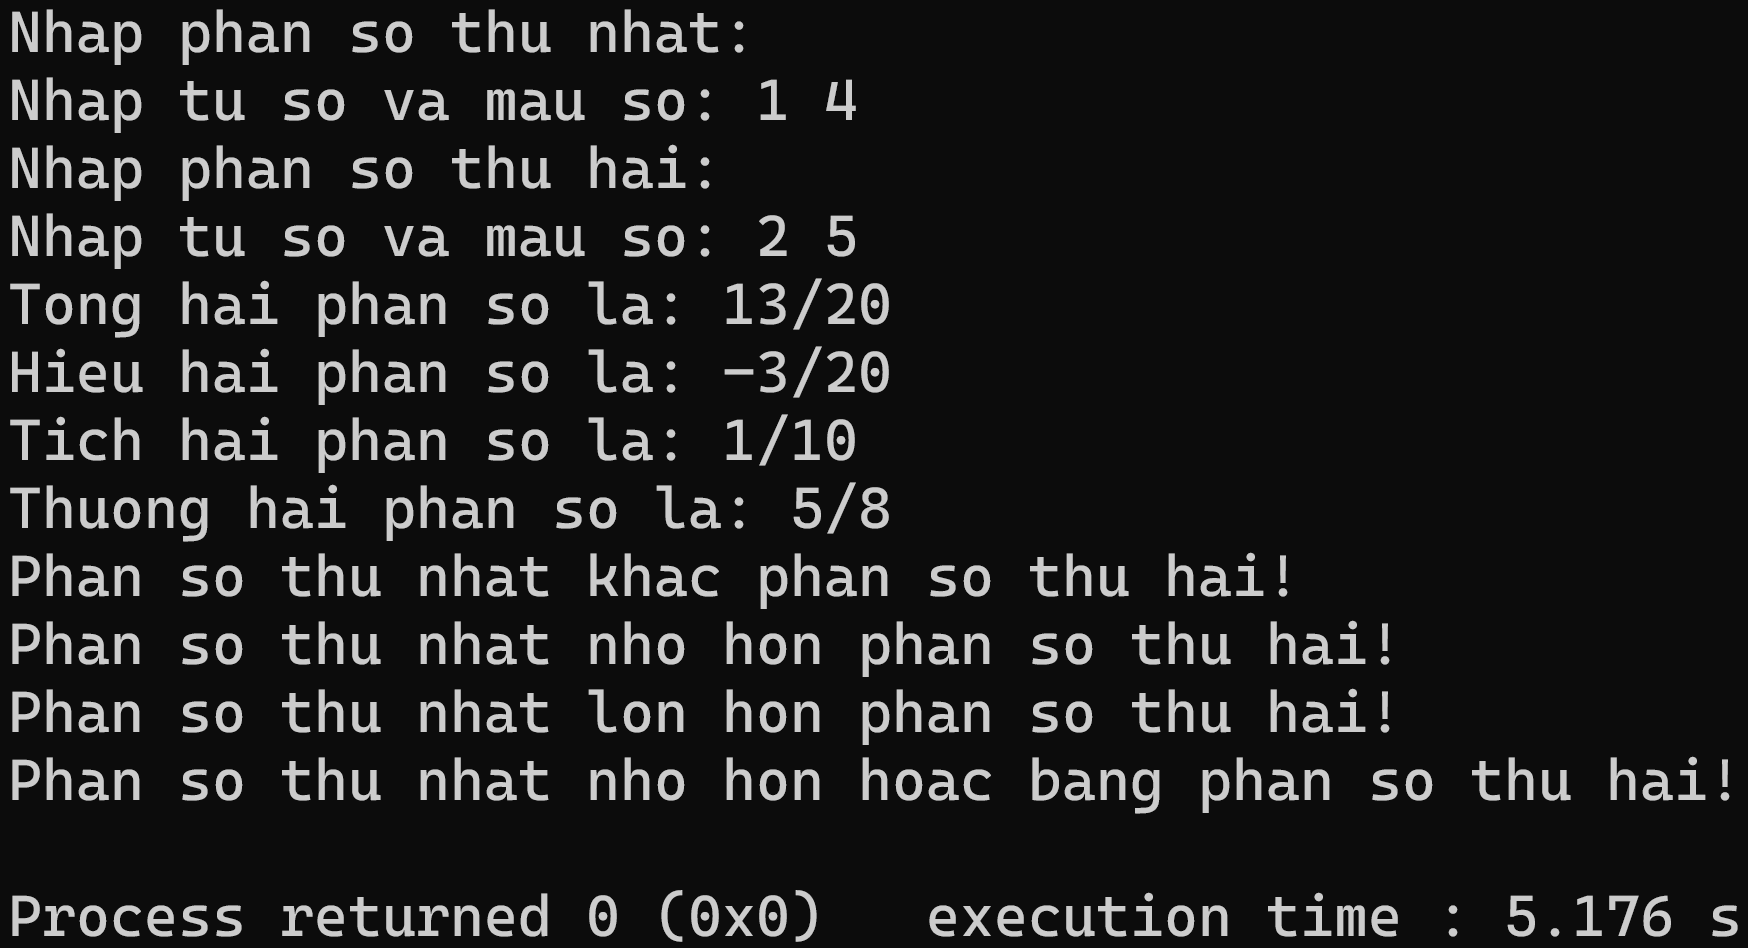 Nhap phan so thu nhat:
Nhap tu so va mau so: 1 4
Nhap phan so thu hai:
Nhap tu so va mau so: 2 5
Tong hai phan so la: 13/20
Hieu hai phan so la: -3/20
Tich hai phan so la: 1/10
Thuong hai phan so la: 5/8
Phan so thu nhat khac phan so thu hai!
Phan so thu nhat nho hon phan so thu hai!
Phan so thu nhat lon hon phan so thu hai!
Phan so thu nhat nho hon hoac bang phan so thu hai!
Process returned 0 (0x0)   execution time : 5.176 s